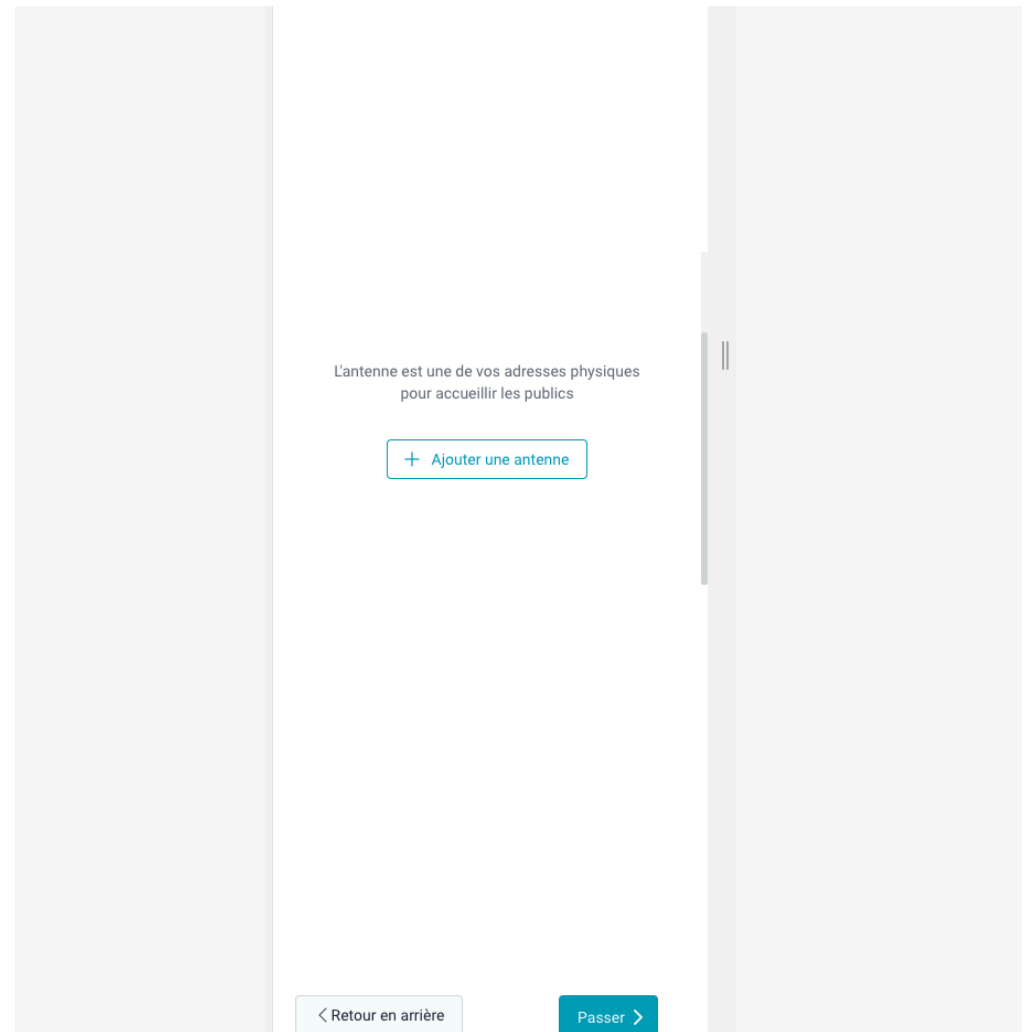 L'antenne est une de vos adresses physiques
pour accueillir les publics
+ Ajouter une antenne
< Retour en arrière
Passer >